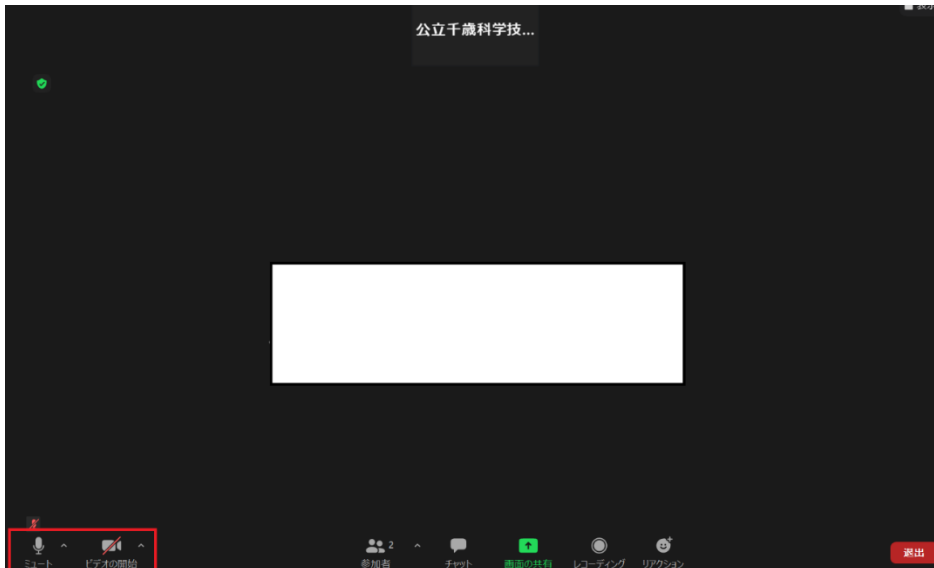 表示
公立千歳科学技...
2
ミュート
ビデオの開始
参加者
チャット
画面の共有
レコーディング
リアクション
退出